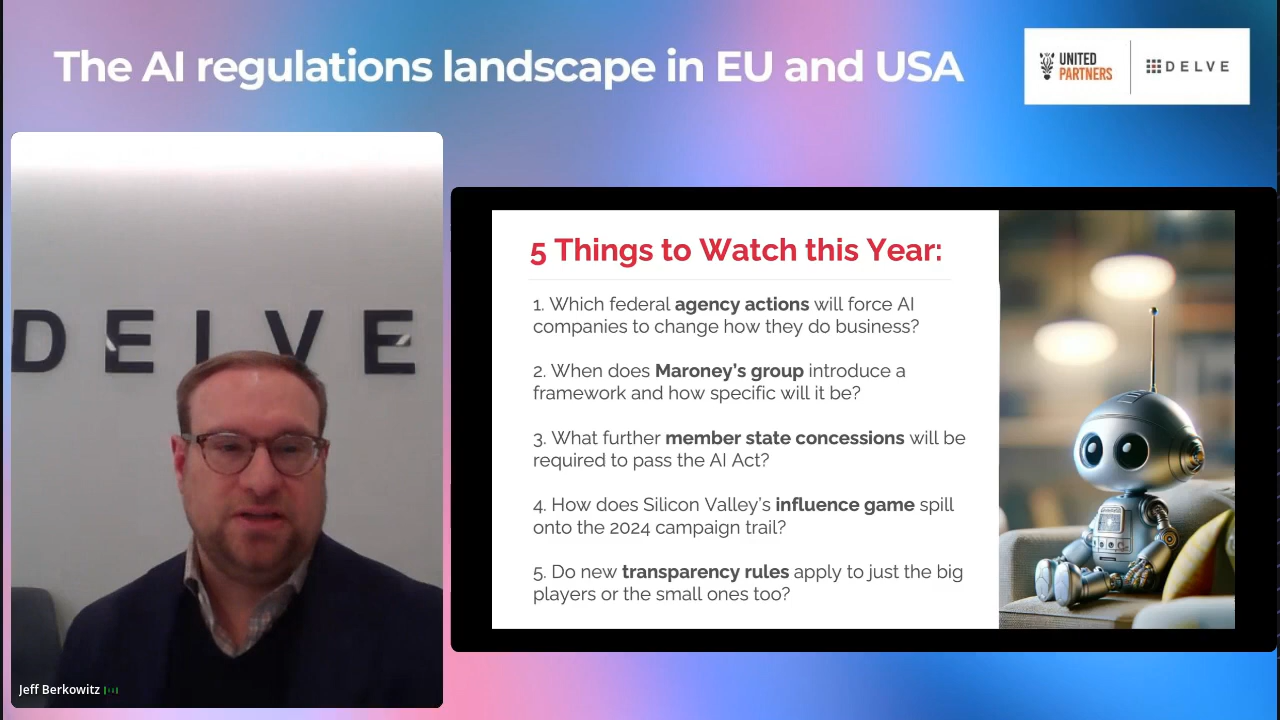 The AI regulations landscape in EU and USA
UNITED
PARTNERS
DELVE
DELVE
Jeff Berkowitz
5 Things to Watch this Year:
1. Which federal agency actions will force AI
companies to change how they do business?
2. When does Maroney's group introduce a
framework and how specific will it be?
3. What further member state concessions will be
required to pass the AI Act?
4. How does Silicon Valley's influence game spill
onto the 2024 campaign trail?
5. Do new transparency rules apply to just the big
players or the small ones too?